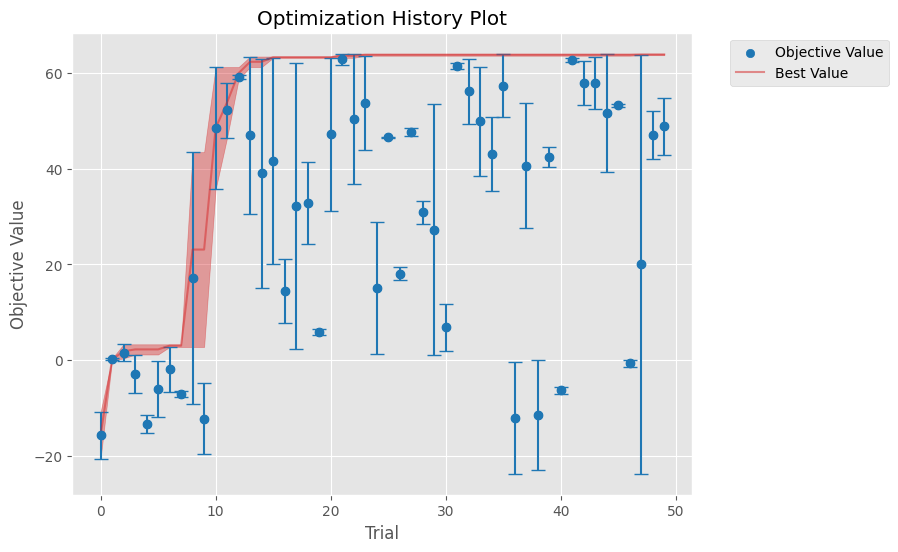 Optimization History Plot
Objective Value
Best Value
Objective Value
60
40
20
0
−20
0 10 20 30 40 50
Trial